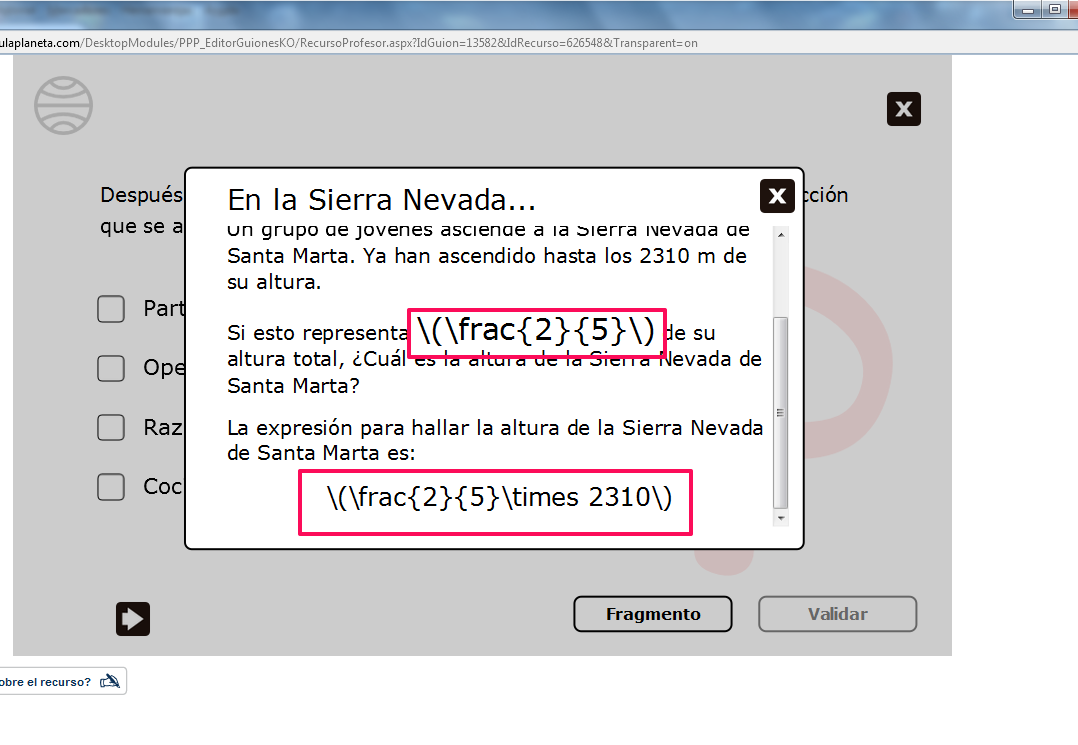 ulaplaneta.com/DesktopModules/PPP_EditorGuionesKO/RecursoProfesor.aspx?IdGuion=13582&IdRecurso=626548&Transparent=on
X
Después
cción
que se a
En la Sierra Nevada...
X
Un grupo de jóvenes asciende a la Sierra Nevada de
Santa Marta. Ya han ascendido hasta los 2310 m de
su altura.
Si esto representa \(\frac{2}{5}\) de su
altura total, ¿Cuál es la altura de la Sierra Nevada de
Santa Marta?
La expresión para hallar la altura de la Sierra Nevada
de Santa Marta es:
\(\frac{2}{5}\times 2310\)
Part
Ope
Raz
Coc
Fragmento
Validar
obre el recurso?